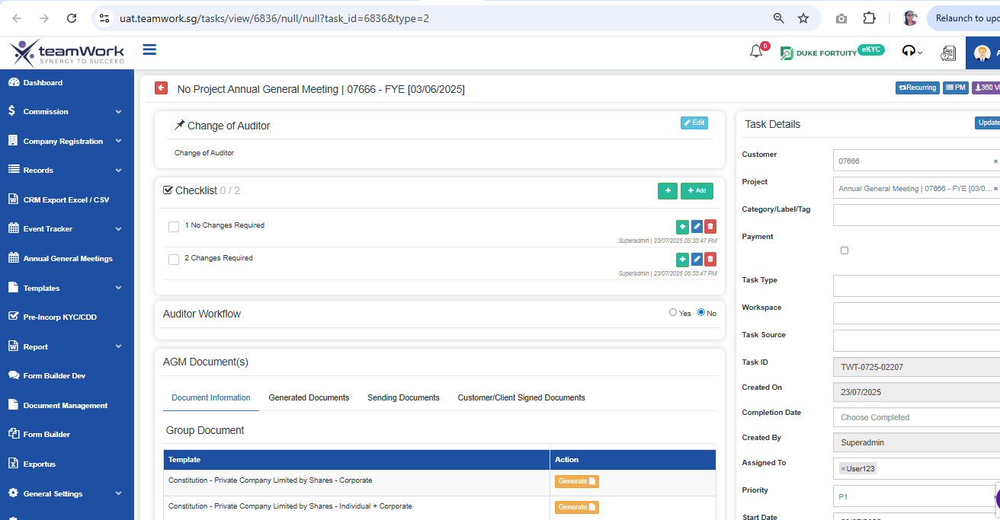 uat.teamwork.sg/tasks/view/6836/null/null?task_id=6836&type=2
Relaunch to
teamWork
SYNERGY TO SUCCEED
0
DUKE FORTUITY
eKYC
Dashboard
Commission
Company Registration
Records
CRM Export Excel / CSV
Event Tracker
Annual General Meetings
Templates
Pre-Incorp KYC/CDD
Report
Form Builder Dev
Document Management
Form Builder
Exportus
General Settings
No Project Annual General Meeting | 07666 - FYE [03/06/2025]
Recurring
PM
360
Change of Auditor
Edit
Change of Auditor
Checklist 0 / 2
+
+ Add
1 No Changes Required
Superadmin | 23/07/2025 05:33:47 PM
2 Changes Required
Superadmin | 23/07/2025 05:33:47 PM
Auditor Workflow
Yes
No
AGM Document(s)
Document Information
Generated Documents
Sending Documents
Customer/Client Signed Documents
Group Document
Template
Action
Constitution - Private Company Limited by Shares - Corporate
Generate
Constitution - Private Company Limited by Shares - Individual + Corporate
Generate
Task Details
Update
Customer
07666 ×
Project
Annual General Meeting | 07666 - FYE [03/0... ×
Category/Label/Tag
Payment
Task Type
Workspace
Task Source
Task ID
TWT-0725-02207
Created On
23/07/2025
Completion Date
Choose Completed
Created By
Superadmin
Assigned To
×User123
Priority
P1
Start Date